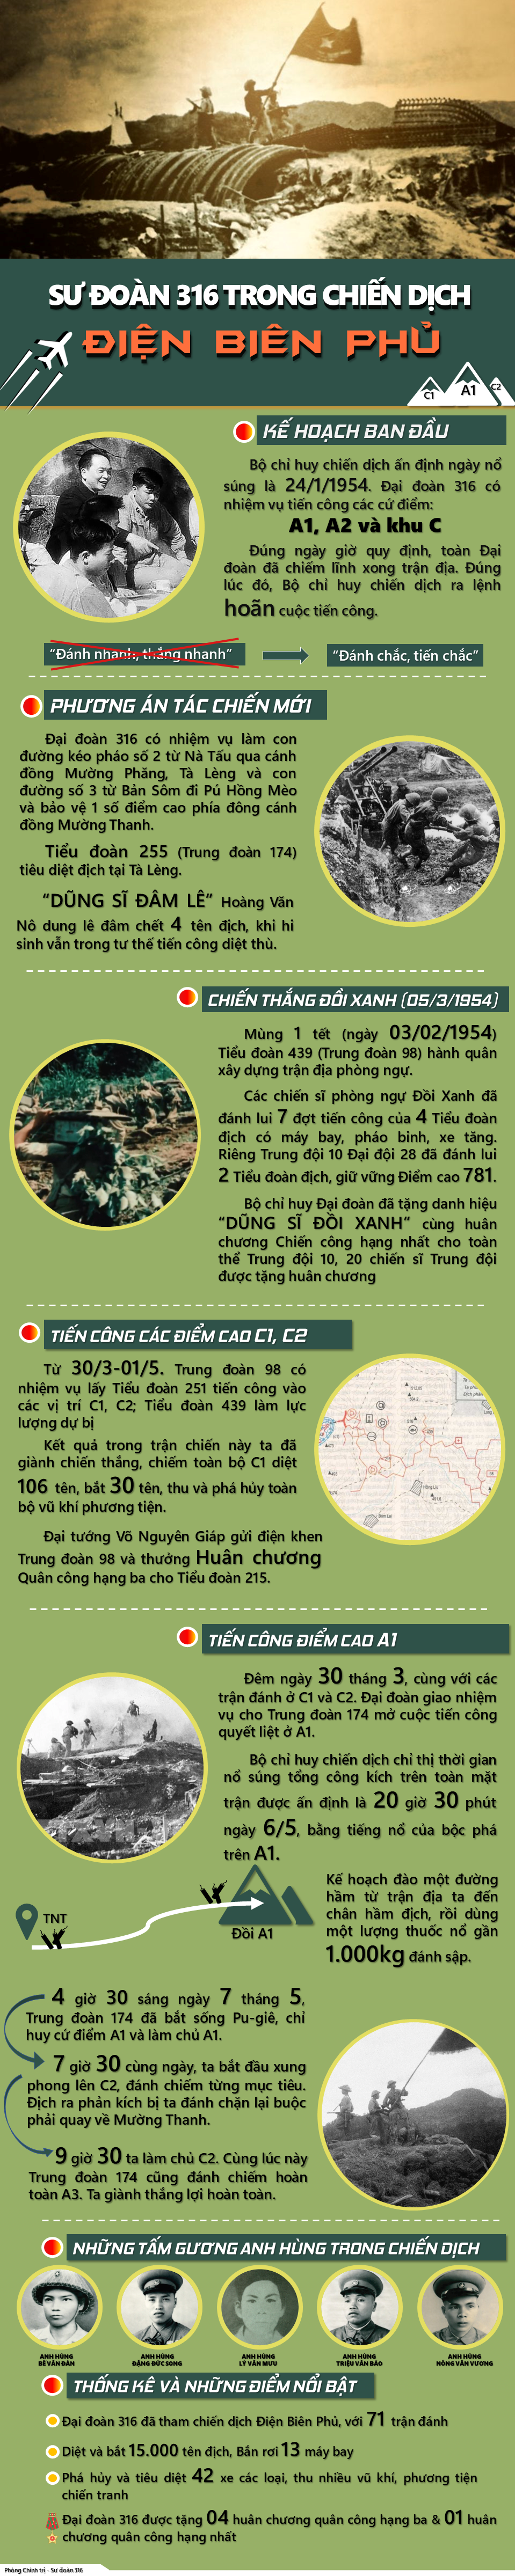 SƯ ĐOÀN 316 TRONG CHIẾN DỊCH
ĐIỆN BIÊN PHỦ
C1
A1
C2
KẾ HOẠCH BAN ĐẦU
Bộ chỉ huy chiến dịch ấn định ngày nổ
súng là 24/1/1954. Đại đoàn 316 có
nhiệm vụ tiến công các cứ điểm:
A1, A2 và khu C
Đúng ngày giờ quy định, toàn Đại
đoàn đã chiếm lĩnh xong trận địa. Đúng
lúc đó, Bộ chỉ huy chiến dịch ra lệnh
hoãn cuộc tiến công.
“Đánh nhanh, thắng nhanh”
“Đánh chắc, tiến chắc”
PHƯƠNG ÁN TÁC CHIẾN MỚI
Đại đoàn 316 có nhiệm vụ làm con
đường kéo pháo số 2 từ Nà Tấu qua cánh
đồng Mường Phăng, Tà Lèng và con
đường số 3 từ Bản Sôm đi Pú Hồng Mèo
và bảo vệ 1 số điểm cao phía đông cánh
đồng Mường Thanh.
Tiểu đoàn 255 (Trung đoàn 174)
tiêu diệt địch tại Tà Lèng.
“DŨNG SĨ ĐÂM LÊ” Hoàng Văn
Nô dung lê đâm chết 4 tên địch, khi hi
sinh vẫn trong tư thế tiến công diệt thù.
CHIẾN THẮNG ĐỒI XANH (05/3/1954)
Mùng 1 tết (ngày 03/02/1954)
Tiểu đoàn 439 (Trung đoàn 98) hành quân
xây dựng trận địa phòng ngự.
Các chiến sĩ phòng ngự Đồi Xanh đã
đánh lui 7 đợt tiến công của 4 Tiểu đoàn
địch có máy bay, pháo binh, xe tăng.
Riêng Trung đội 10 Đại đội 28 đã đánh lui
2 Tiểu đoàn địch, giữ vững Điểm cao 781.
Bộ chỉ huy Đại đoàn đã tặng danh hiệu
“DŨNG SĨ ĐỒI XANH” cùng huân
chương Chiến công hạng nhất cho toàn
thể Trung đội 10, 20 chiến sĩ Trung đội
được tặng huân chương
TIẾN CÔNG CÁC ĐIỂM CAO C1, C2
Từ 30/3-01/5. Trung đoàn 98 có
nhiệm vụ lấy Tiểu đoàn 251 tiến công vào
các vị trí C1, C2; Tiểu đoàn 439 làm lực
lượng dự bị
Kết quả trong trận chiến này ta đã
giành chiến thắng, chiếm toàn bộ C1 diệt
106 tên, bắt 30 tên, thu và phá hủy toàn
bộ vũ khí phương tiện.
Đại tướng Võ Nguyên Giáp gửi điện khen
Trung đoàn 98 và thưởng Huân chương
Quân công hạng ba cho Tiểu đoàn 215.
TIẾN CÔNG ĐIỂM CAO A1
Đêm ngày 30 tháng 3, cùng với các
trận đánh ở C1 và C2. Đại đoàn giao nhiệm
vụ cho Trung đoàn 174 mở cuộc tiến công
quyết liệt ở A1.
Bộ chỉ huy chiến dịch chỉ thị thời gian
nổ súng tổng công kích trên toàn mặt
trận được ấn định là 20 giờ 30 phút
ngày 6/5, bằng tiếng nổ của bộc phá
trên A1.
TNT
Đồi A1
Kế hoạch đào một đường
hầm từ trận địa ta đến
chân hầm địch, rồi dùng
một lượng thuốc nổ gần
1.000kg đánh sập.
4 giờ 30 sáng ngày 7 tháng 5,
Trung đoàn 174 đã bắt sống Pu-giê, chỉ
huy cứ điểm A1 và làm chủ A1.
7 giờ 30 cùng ngày, ta bắt đầu xung
phong lên C2, đánh chiếm từng mục tiêu.
Địch ra phản kích bị ta đánh chặn lại buộc
phải quay về Mường Thanh.
9 giờ 30 ta làm chủ C2. Cùng lúc này
Trung đoàn 174 cũng đánh chiếm hoàn
toàn A3. Ta giành thắng lợi hoàn toàn.
NHỮNG TẤM GƯƠNG ANH HÙNG TRONG CHIẾN DỊCH
ANH HÙNG
BẾ VĂN ĐÀN
ANH HÙNG
ĐẶNG ĐỨC SONG
ANH HÙNG
LÝ VĂN MƯU
ANH HÙNG
TRIỆU VĂN BÁO
ANH HÙNG
NÔNG VĂN VƯƠNG
THỐNG KÊ VÀ NHỮNG ĐIỂM NỔI BẬT
Đại đoàn 316 đã tham chiến dịch Điện Biên Phủ, với 71 trận đánh
Diệt và bắt 15.000 tên địch, Bắn rơi 13 máy bay
Phá hủy và tiêu diệt 42 xe các loại, thu nhiều vũ khí, phương tiện
chiến tranh
Đại đoàn 316 được tặng 04 huân chương quân công hạng ba & 01 huân
chương quân công hạng nhất
Phòng Chính trị - Sư đoàn 316